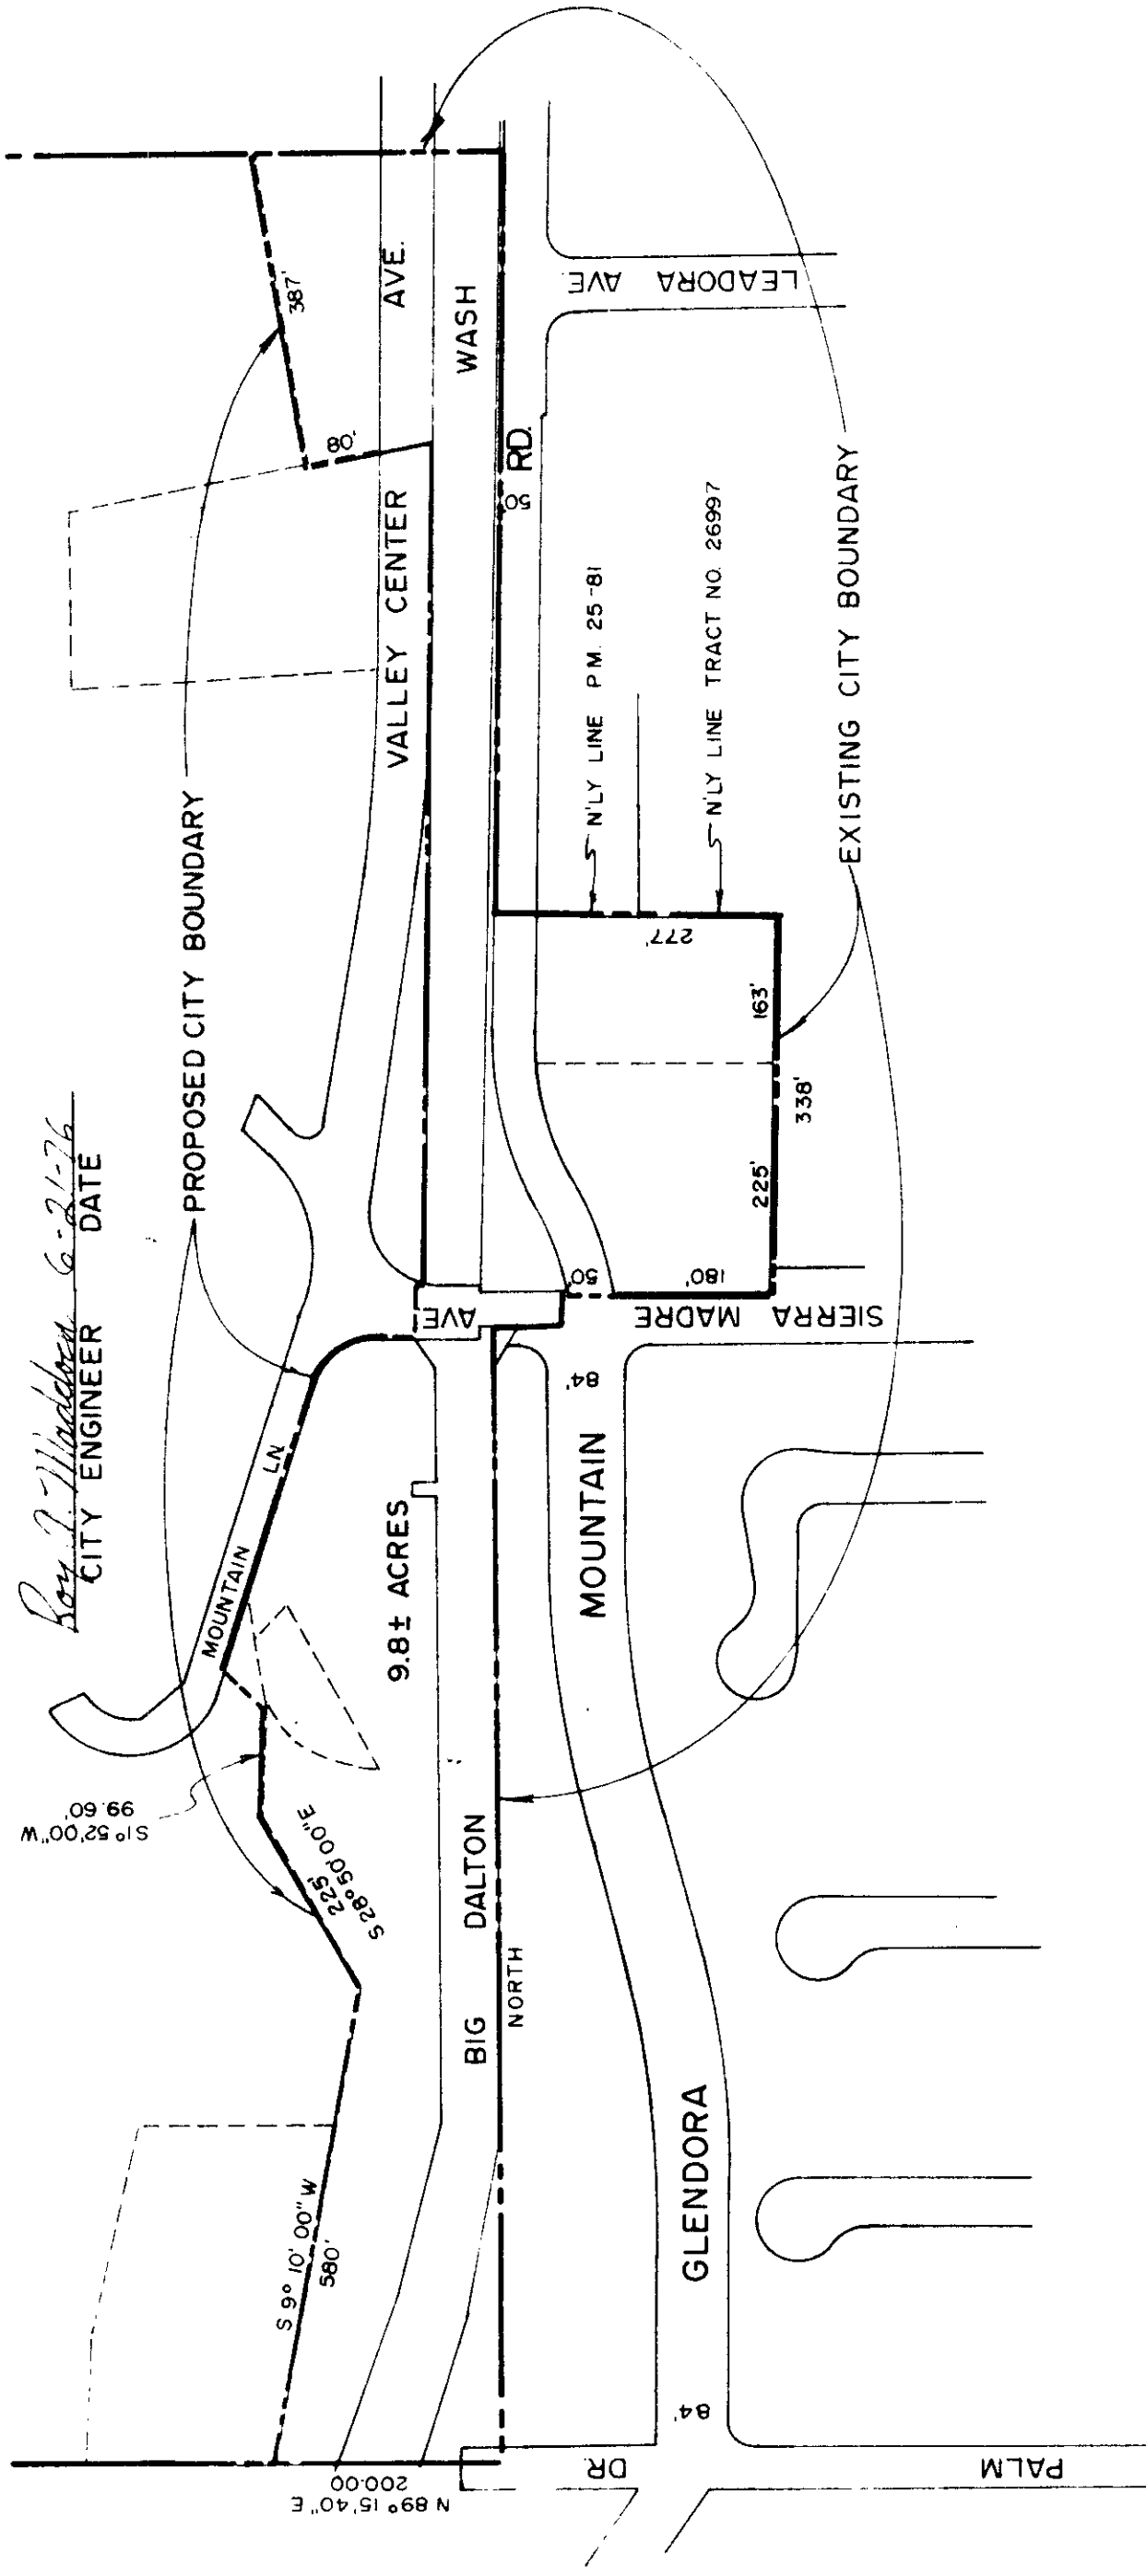 Roy P. Madden 6-21-76
CITY ENGINEER DATE
PROPOSED CITY BOUNDARY
387'
80'
VALLEY CENTER AVE.
WASH
LEADORA AVE
RD.
50'
N'LY LINE P.M. 25-81
N'LY LINE TRACT NO. 26997
EXISTING CITY BOUNDARY
277'
163'
338'
225'
180'
50'
SIERRA MADRE AVE
84'
MOUNTAIN LN.
9.8± ACRES
MOUNTAIN
S1° 52' 00" W
99.60'
225'
S 28° 50' 00" E
BIG DALTON
NORTH
GLENDORA
S 9° 10' 00" W
580'
N 89° 15' 40" E
200.00
84'
PALM DR.